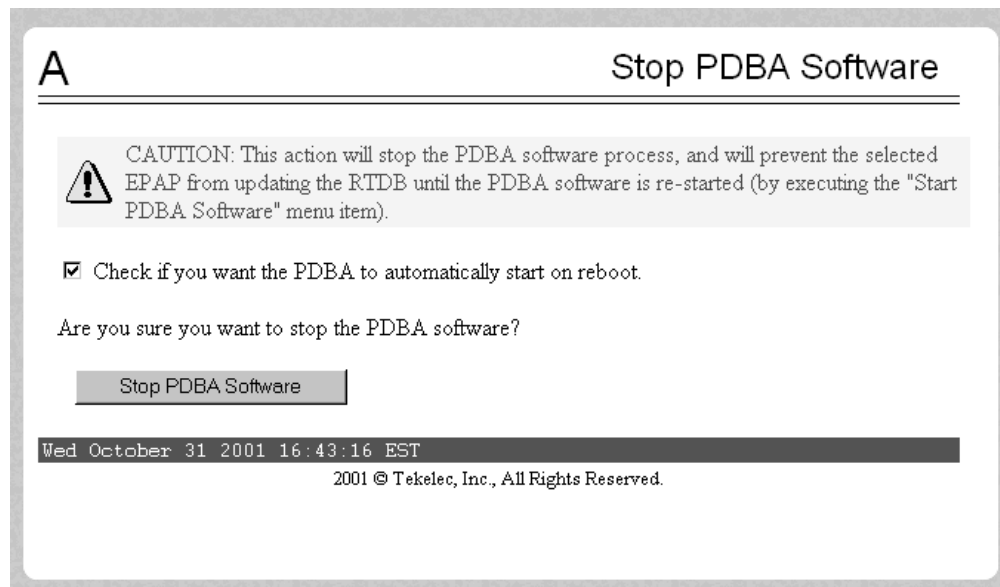 A
Stop PDBA Software
CAUTION: This action will stop the PDBA software process, and will prevent the selected
EPAP from updating the RTDB until the PDBA software is re-started (by executing the "Start
PDBA Software" menu item).
Check if you want the PDBA to automatically start on reboot.
Are you sure you want to stop the PDBA software?
Stop PDBA Software
Wed October 31 2001 16:43:16 EST
2001 © Tekelec, Inc., All Rights Reserved.